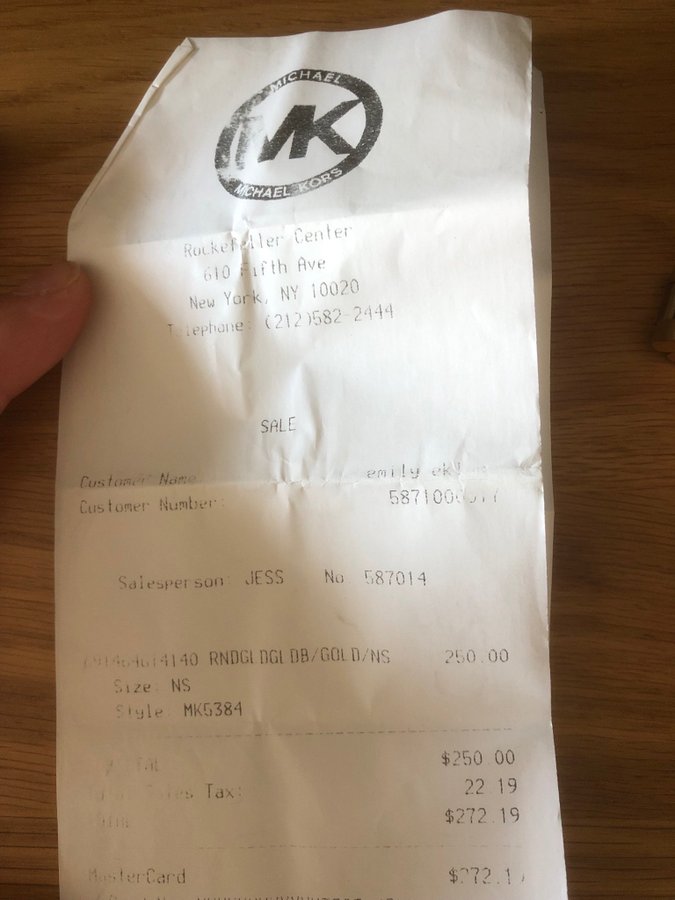 MICHAEL
MK
MICHAEL KORS
Rockefeller Center
610 Fifth Ave
New York, NY 10020
Telephone: (212)582-2444
SALE
Customer Name emily
Customer Number:
Salesperson: JESS No. 587014
RNDGLDGLDB/GOLD/NS 250.00
Size: NS
Style: MK5384
$250.00
Tax: 22.19
$272.19
MasterCard